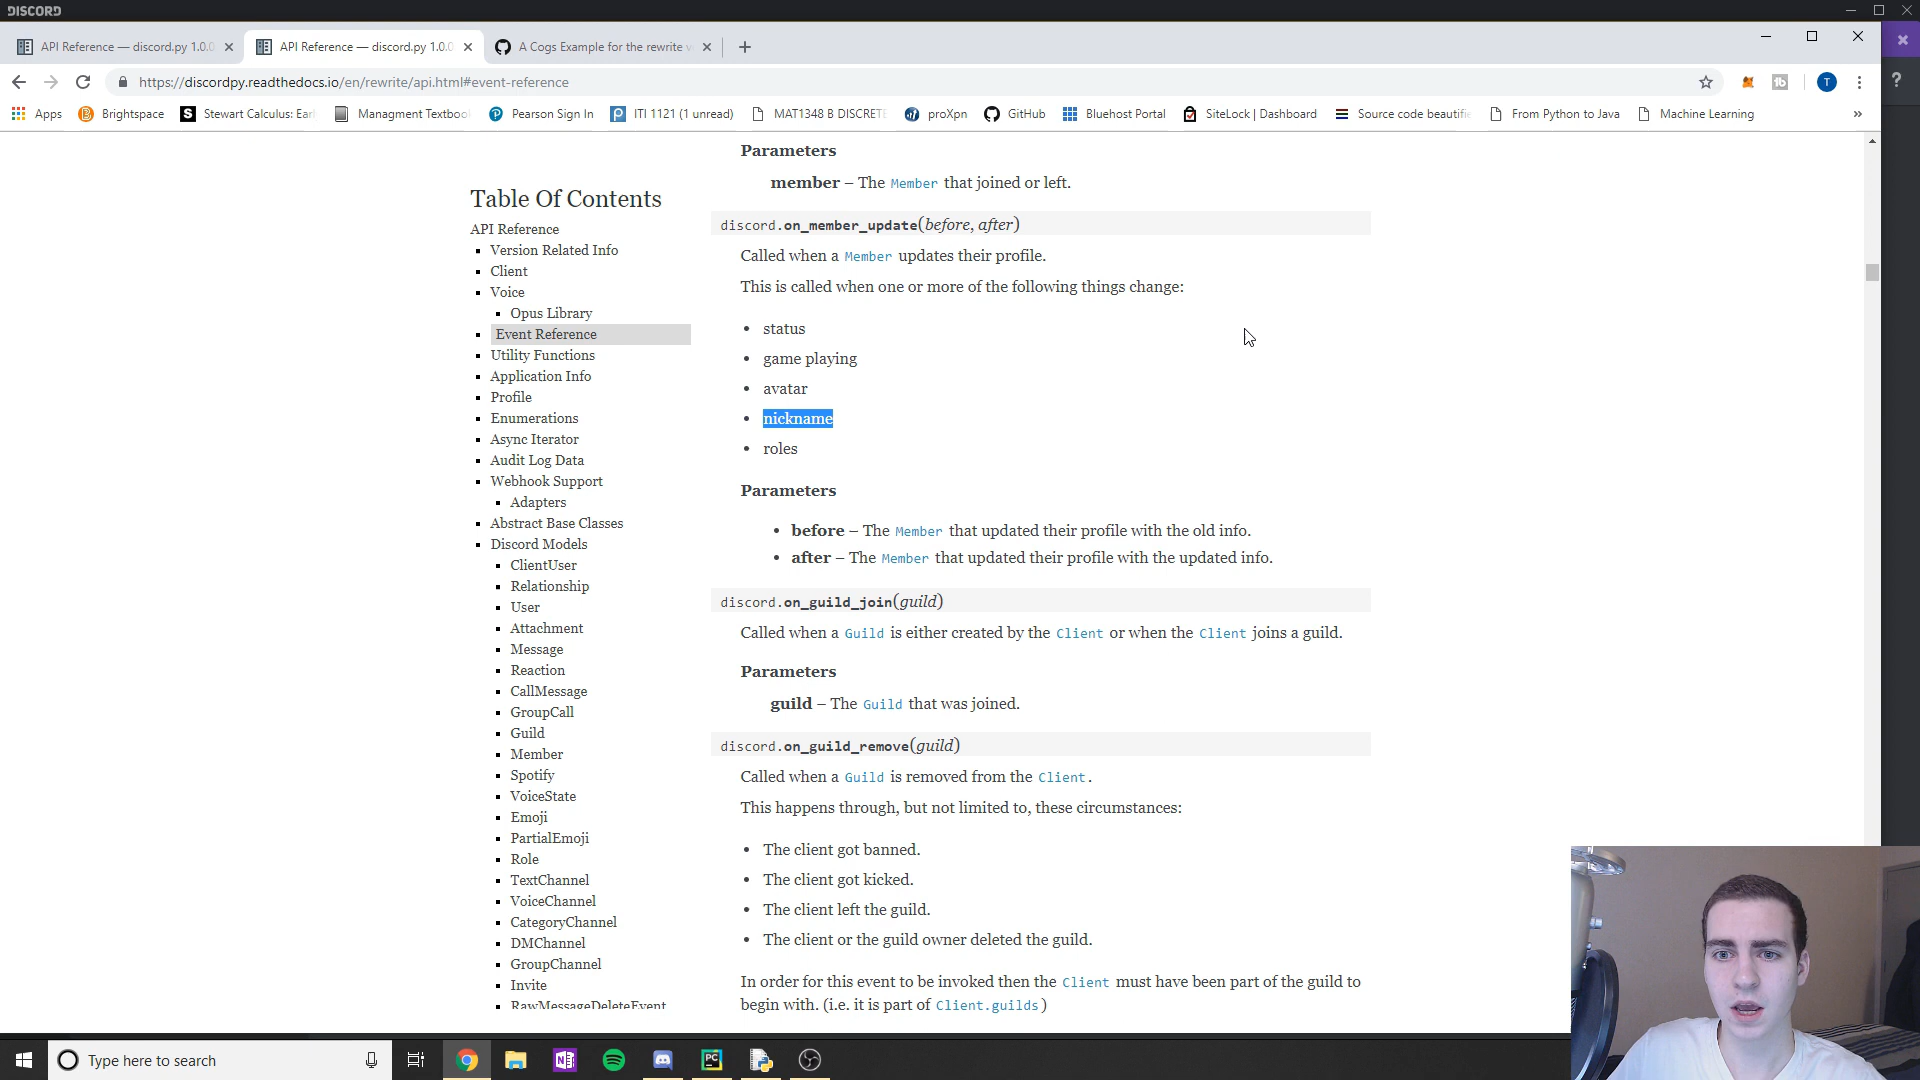 DISCORD
API Reference — discord.py 1.0.0
API Reference — discord.py 1.0.0
A Cogs Example for the rewrite v
https://discordpy.readthedocs.io/en/rewrite/api.html#event-reference
T
Apps
Brightspace
Stewart Calculus: Earl
Managment Textboo
Pearson Sign In
ITI 1121 (1 unread)
MAT1348 B DISCRETE
proXpn
GitHub
Bluehost Portal
SiteLock | Dashboard
Source code beautifi
From Python to Java
Machine Learning
»
Table Of Contents
API Reference
Version Related Info
Client
Voice
Opus Library
Event Reference
Utility Functions
Application Info
Profile
Enumerations
Async Iterator
Audit Log Data
Webhook Support
Adapters
Abstract Base Classes
Discord Models
ClientUser
Relationship
User
Attachment
Message
Reaction
CallMessage
GroupCall
Guild
Member
Spotify
VoiceState
Emoji
PartialEmoji
Role
TextChannel
VoiceChannel
CategoryChannel
DMChannel
GroupChannel
Invite
RawMessageDeleteEvent
Parameters
member – The Member that joined or left.
discord.on_member_update(before, after)
Called when a Member updates their profile.
This is called when one or more of the following things change:
status
game playing
avatar
nickname
roles
Parameters
before – The Member that updated their profile with the old info.
after – The Member that updated their profile with the updated info.
discord.on_guild_join(guild)
Called when a Guild is either created by the Client or when the Client joins a guild.
Parameters
guild – The Guild that was joined.
discord.on_guild_remove(guild)
Called when a Guild is removed from the Client.
This happens through, but not limited to, these circumstances:
The client got banned.
The client got kicked.
The client left the guild.
The client or the guild owner deleted the guild.
In order for this event to be invoked then the Client must have been part of the guild to
begin with. (i.e. it is part of Client.guilds)
Type here to search